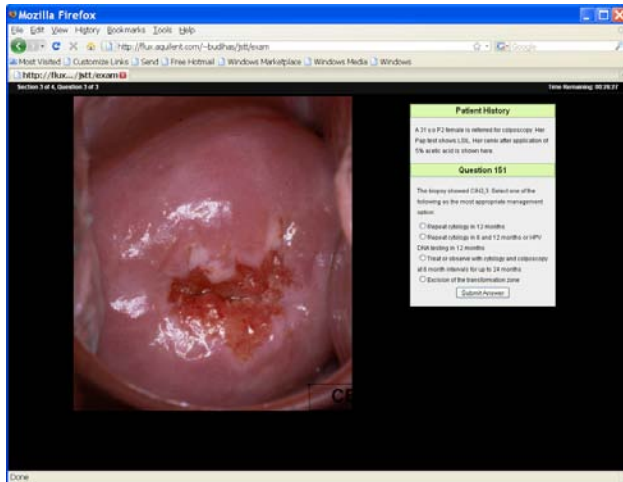 Mozilla Firefox
File Edit View History Bookmarks Tools Help
http://flux.aquilent.com/~budihas/jstt/exam
Google
Most Visited Customize Links Send Free Hotmail Windows Marketplace Windows Media Windows
http://flux.../jstt/exam
Section 3 of 4, Question 3 of 3
Time Remaining: 00:28:27
Patient History
A 31 y.o P2 female is referred for colposcopy. Her
Pap test shows LSIL. Her cervix after application of
5% acetic acid is shown here.
Question 151
The biopsy showed CIN2,3. Select one of the
following as the most appropriate management
option:
Repeat cytology in 12 months
Repeat cytology in 6 and 12 months or HPV
DNA testing in 12 months
Treat or observe with cytology and colposcopy
at 6 month intervals for up to 24 months
Excision of the transformation zone
Submit Answer
CE
Done